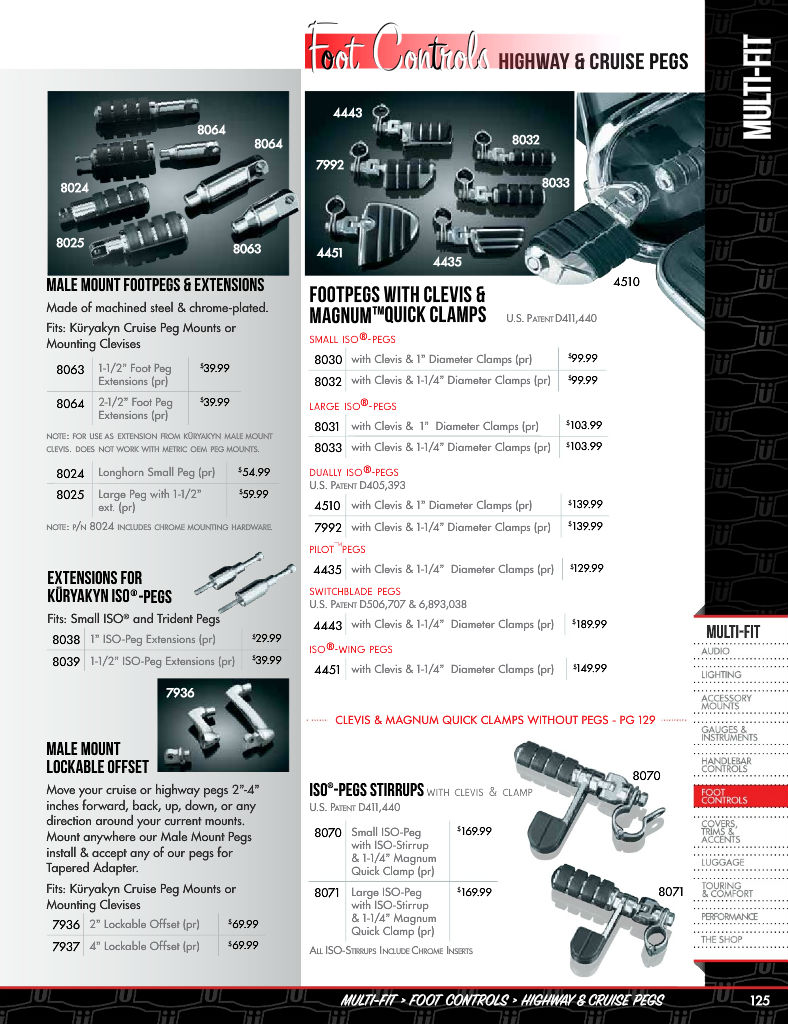 Foot Controls HIGHWAY & CRUISE PEGS
MULTI-FIT
8064
8064
8024
8025
8063
4443
8032
7992
8033
4451
4435
4510
MALE MOUNT FOOTPEGS & EXTENSIONS
Made of machined steel & chrome-plated.
Fits: Küryakyn Cruise Peg Mounts or
Mounting Clevises
8063 1-1/2” Foot Peg $39.99
Extensions (pr)
8064 2-1/2” Foot Peg $39.99
Extensions (pr)
NOTE: FOR USE AS EXTENSION FROM KÜRYAKYN MALE MOUNT
CLEVIS. DOES NOT WORK WITH METRIC OEM PEG MOUNTS.
8024 Longhorn Small Peg (pr) $54.99
8025 Large Peg with 1-1/2” $59.99
ext. (pr)
NOTE: P/N 8024 INCLUDES CHROME MOUNTING HARDWARE.
EXTENSIONS FOR
KÜRYAKYN ISO®-PEGS
Fits: Small ISO® and Trident Pegs
8038 1” ISO-Peg Extensions (pr) $29.99
8039 1-1/2” ISO-Peg Extensions (pr) $39.99
7936
MALE MOUNT
LOCKABLE OFFSET
Move your cruise or highway pegs 2”-4”
inches forward, back, up, down, or any
direction around your current mounts.
Mount anywhere our Male Mount Pegs
install & accept any of our pegs for
Tapered Adapter.
Fits: Küryakyn Cruise Peg Mounts or
Mounting Clevises
7936 2” Lockable Offset (pr) $69.99
7937 4” Lockable Offset (pr) $69.99
FOOTPEGS WITH CLEVIS &
MAGNUM™QUICK CLAMPS U.S. PATENT D411,440
SMALL ISO®-PEGS
8030 with Clevis & 1” Diameter Clamps (pr) $99.99
8032 with Clevis & 1-1/4” Diameter Clamps (pr) $99.99
LARGE ISO®-PEGS
8031 with Clevis & 1” Diameter Clamps (pr) $103.99
8033 with Clevis & 1-1/4” Diameter Clamps (pr) $103.99
DUALLY ISO®-PEGS
U.S. PATENT D405,393
4510 with Clevis & 1” Diameter Clamps (pr) $139.99
7992 with Clevis & 1-1/4” Diameter Clamps (pr) $139.99
PILOT™PEGS
4435 with Clevis & 1-1/4” Diameter Clamps (pr) $129.99
SWITCHBLADE PEGS
U.S. PATENT D506,707 & 6,893,038
4443 with Clevis & 1-1/4” Diameter Clamps (pr) $189.99
ISO®-WING PEGS
4451 with Clevis & 1-1/4” Diameter Clamps (pr) $149.99
CLEVIS & MAGNUM QUICK CLAMPS WITHOUT PEGS - PG 129
8070
ISO®-PEGS STIRRUPS WITH CLEVIS & CLAMP
U.S. PATENT D411,440
8070 Small ISO-Peg $169.99
with ISO-Stirrup
& 1-1/4” Magnum
Quick Clamp (pr)
8071 Large ISO-Peg $169.99
with ISO-Stirrup
& 1-1/4” Magnum
Quick Clamp (pr)
8071
ALL ISO-STIRRUPS INCLUDE CHROME INSERTS
MULTI-FIT
AUDIO
LIGHTING
ACCESSORY
MOUNTS
GAUGES &
INSTRUMENTS
HANDLEBAR
CONTROLS
FOOT
CONTROLS
COVERS,
TRIMS &
ACCENTS
LUGGAGE
TOURING
& COMFORT
PERFORMANCE
THE SHOP
MULTI-FIT > FOOT CONTROLS > HIGHWAY & CRUISE PEGS 125